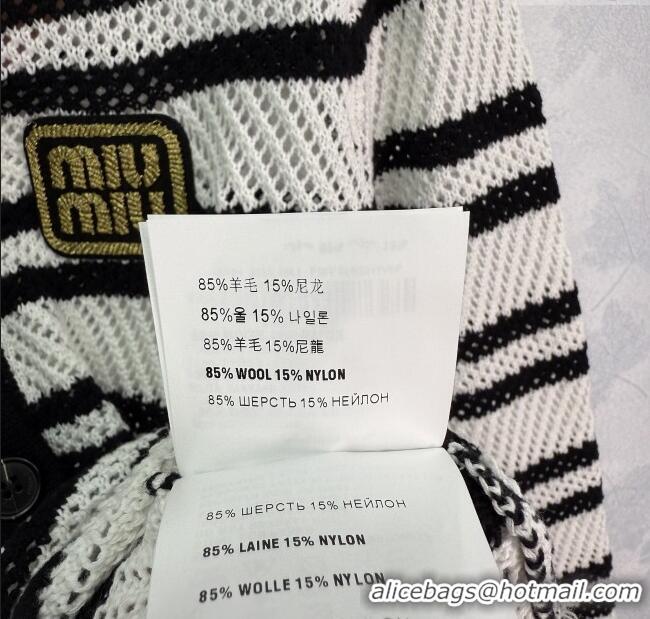 MIU
MIU
85%羊毛 15%尼龙
85%울 15% 나일론
85%羊毛 15%尼龍
85% WOOL 15% NYLON
85% ШЕРСТЬ 15% НЕЙЛОН
85% ШЕРСТЬ 15% НЕЙЛОН
85% LAINE 15% NYLON
85% WOLLE 15% NYLON
alicebags@hotmail.com